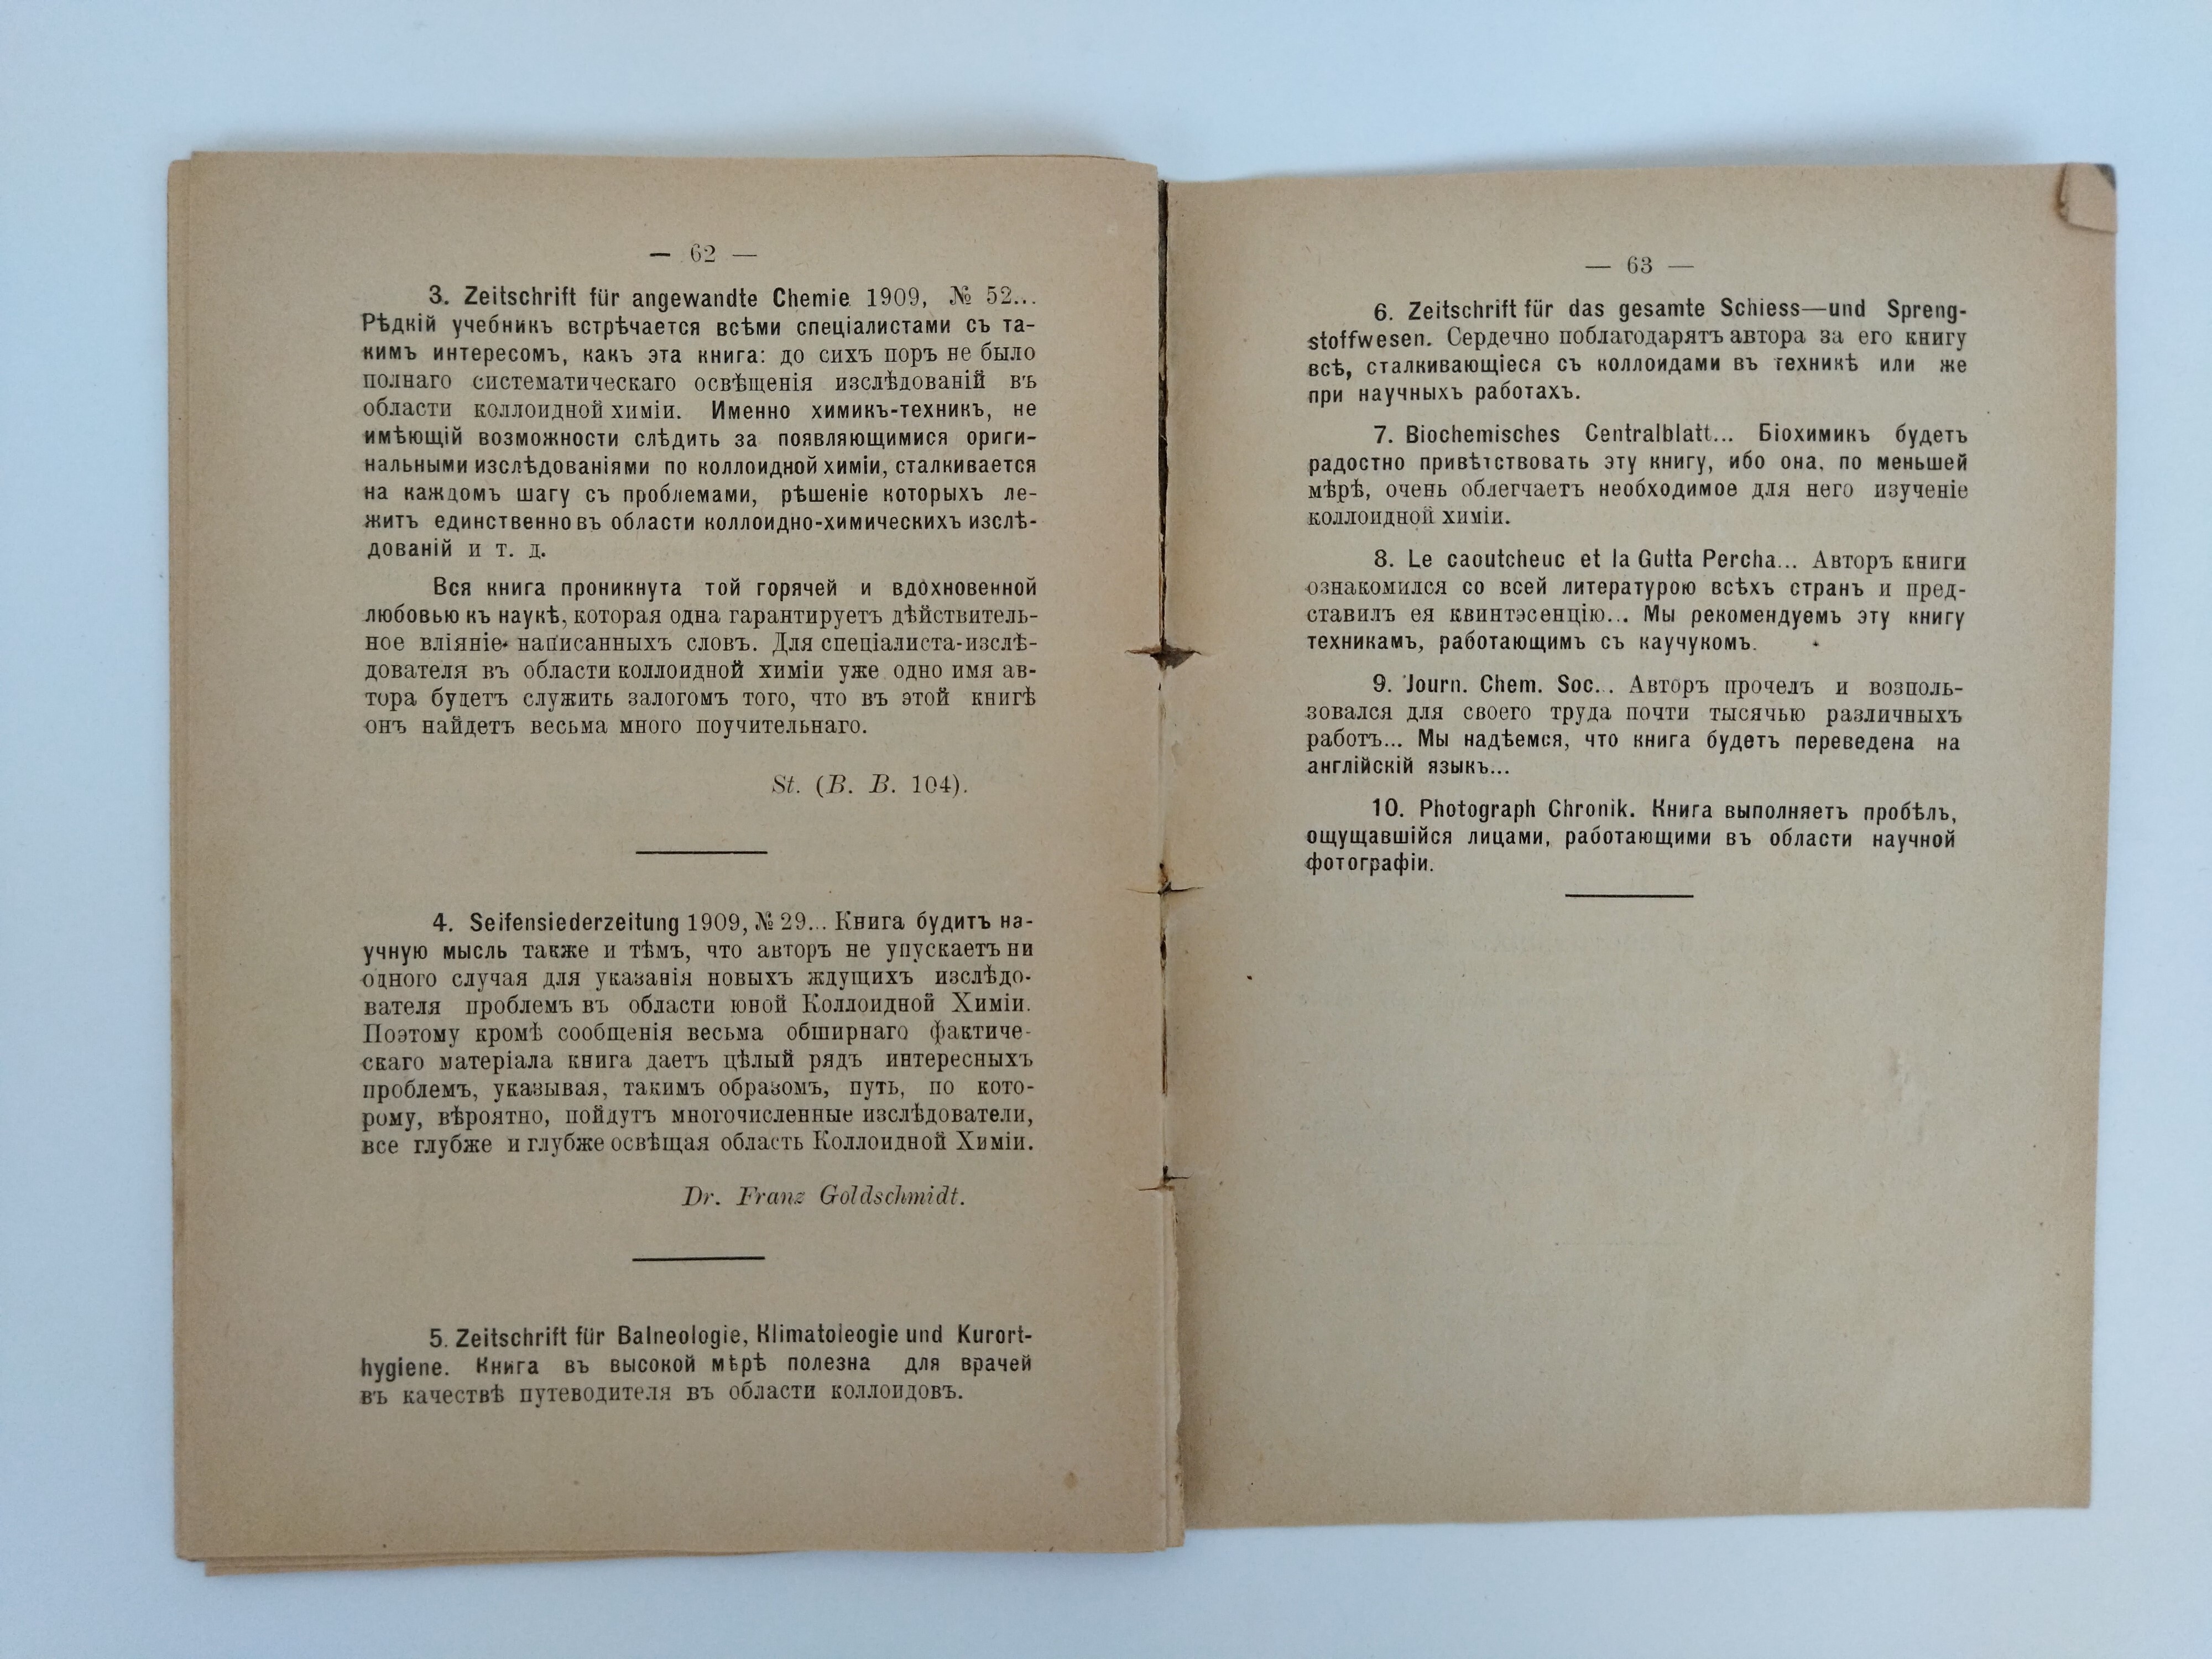 — 62 —
3. Zeitschrift für angewandte Chemie 1909, № 52...
Рѣдкій учебникъ встрѣчается всѣми спеціалистами съ та-
кимъ интересомъ, какъ эта книга: до сихъ поръ не было
полнаго систематическаго освѣщенія изслѣдованій въ
области коллоидной химіи. Именно химикъ-техникъ, не
имѣющій возможности слѣдить за появляющимися ориги-
нальными изслѣдованіями по коллоидной химіи, сталкивается
на каждомъ шагу съ проблемами, рѣшеніе которыхъ ле-
житъ единственно въ области коллоидно-химическихъ изслѣ-
дованій и т. д.
Вся книга проникнута той горячей и вдохновенной
любовью къ наукѣ, которая одна гарантируетъ дѣйствитель-
ное вліяніе написанныхъ словъ. Для спеціалиста-изслѣ-
дователя въ области коллоидной химіи уже одно имя ав-
тора будетъ служить залогомъ того, что въ этой книгѣ
онъ найдетъ весьма много поучительнаго.
St. (B. B. 104).
4. Seifensiederzeitung 1909, № 29... Книга будитъ на-
учную мысль также и тѣмъ, что авторъ не упускаетъ ни
одного случая для указанія новыхъ ждущихъ изслѣдо-
вателя проблемъ въ области юной Коллоидной Химіи.
Поэтому кромѣ сообщенія весьма обширнаго фактиче-
скаго матеріала книга даетъ цѣлый рядъ интересныхъ
проблемъ, указывая, такимъ образомъ, путь, по кото-
рому, вѣроятно, пойдутъ многочисленные изслѣдователи,
все глубже и глубже освѣщая область Коллоидной Химіи.
Dr. Franz Goldschmidt.
5. Zeitschrift für Balneologie, Klimatoleogie und Kurort-
hygiene. Книга въ высокой мѣрѣ полезна для врачей
въ качествѣ путеводителя въ области коллоидовъ.
— 63 —
6. Zeitschrift für das gesamte Schiess—und Spreng-
stoffwesen. Сердечно поблагодарятъ автора за его книгу
всѣ, сталкивающіеся съ коллоидами въ техникѣ или же
при научныхъ работахъ.
7. Biochemisches Centralblatt... Біохимикъ будетъ
радостно привѣтствовать эту книгу, ибо она, по меньшей
мѣрѣ, очень облегчаетъ необходимое для него изученіе
коллоидной химіи.
8. Le caoutcheuc et la Gutta Percha... Авторъ книги
ознакомился со всей литературою всѣхъ странъ и пред-
ставилъ ея квинтэсенцію... Мы рекомендуемъ эту книгу
техникамъ, работающимъ съ каучукомъ.
9. Journ. Chem. Soc... Авторъ прочелъ и возполь-
зовался для своего труда почти тысячью различныхъ
работъ... Мы надѣемся, что книга будетъ переведена на
англійскій языкъ...
10. Photograph Chronik. Книга выполняетъ пробѣлъ,
ощущавшійся лицами, работающими въ области научной
фотографіи.